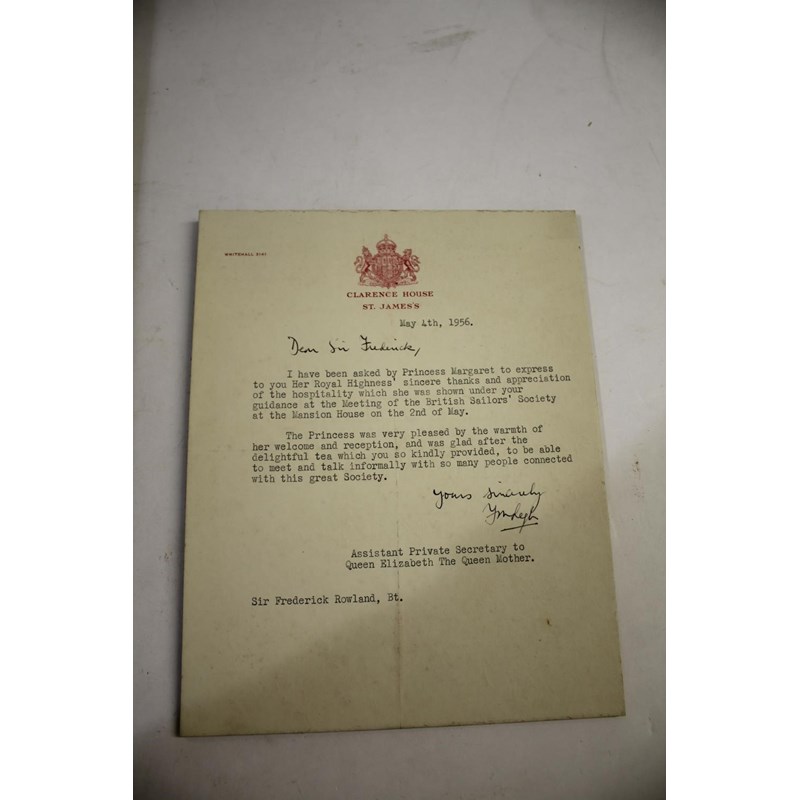 WHITEHALL 3141
CLARENCE HOUSE
ST. JAMES'S
May 4th, 1956.
Dear Sir Frederick,
I have been asked by Princess Margaret to express
to you Her Royal Highness' sincere thanks and appreciation
of the hospitality which she was shown under your
guidance at the Meeting of the British Sailors' Society
at the Mansion House on the 2nd of May.
The Princess was very pleased by the warmth of
her welcome and reception, and was glad after the
delightful tea which you so kindly provided, to be able
to meet and talk informally with so many people connected
with this great Society.
Yours sincerely
Assistant Private Secretary to
Queen Elizabeth The Queen Mother.
Sir Frederick Rowland, Bt.